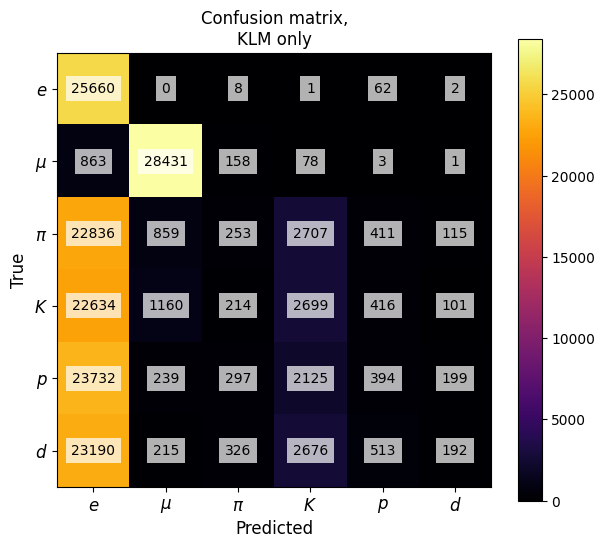 Confusion matrix,
KLM only
True
e 25660 0 8 1 62 2
μ 863 28431 158 78 3 1
π 22836 859 253 2707 411 115
K 22634 1160 214 2699 416 101
p 23732 239 297 2125 394 199
d 23190 215 326 2676 513 192
e μ π K p d
Predicted
25000
20000
15000
10000
5000
0